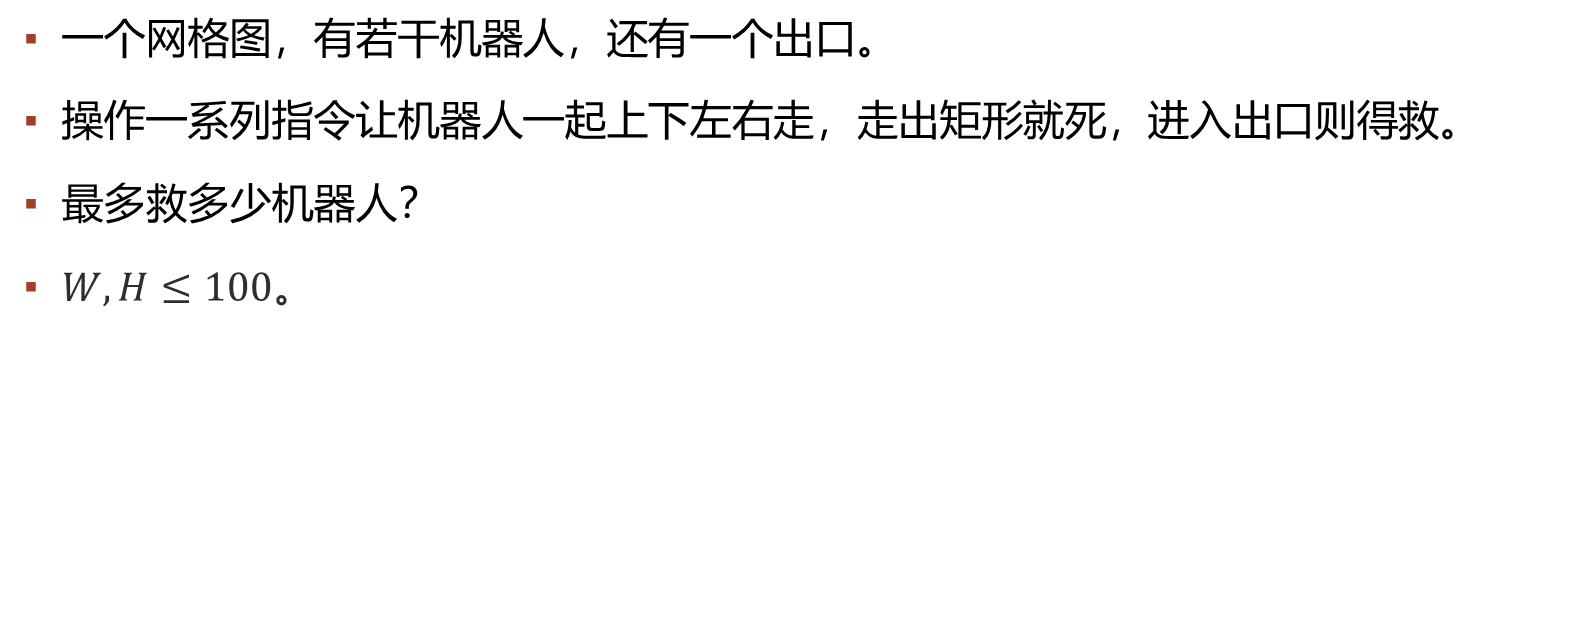 ▪ 一个网格图，有若干机器人，还有一个出口。
▪ 操作一系列指令让机器人一起上下左右走，走出矩形就死，进入出口则得救。
▪ 最多救多少机器人？
▪ W, H ≤ 100。